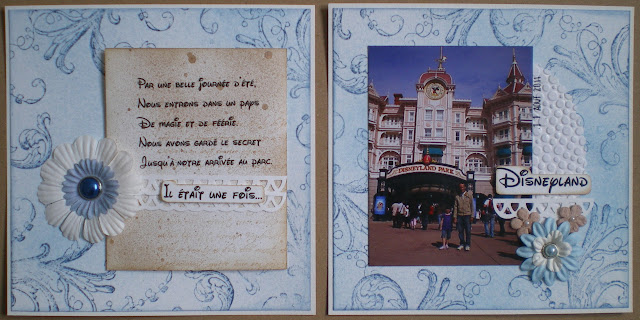 Par une belle journée d'été,
Nous entrons dans un pays
De magie et de féérie.
Nous avons gardé le secret
Jusqu'à notre arrivée au parc.
Il était une fois...
DISNEYLAND PARK
Disneyland